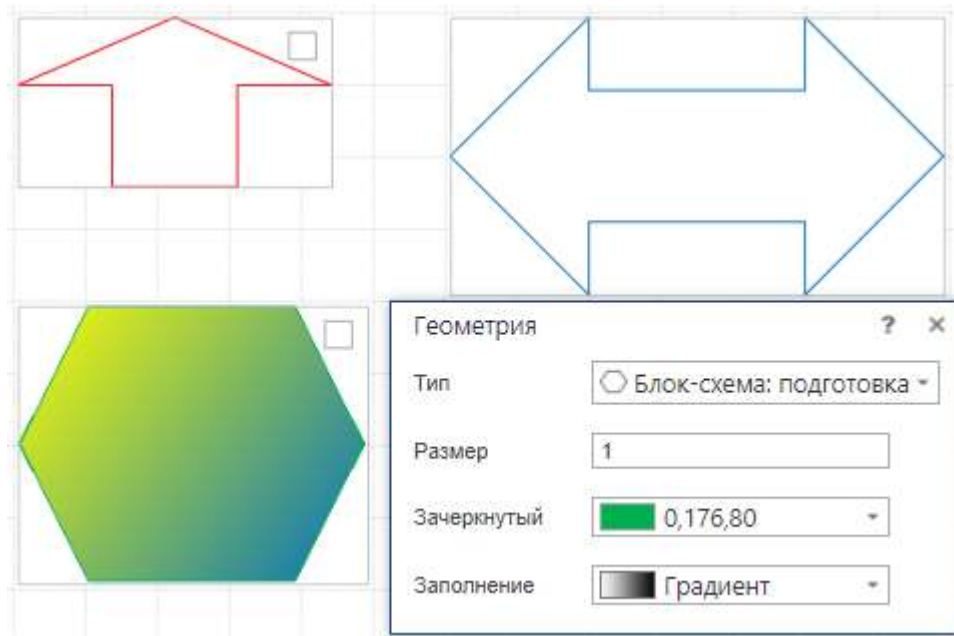 Геометрия ? ×
Тип Блок-схема: подготовка
Размер 1
Зачеркнутый 0,176,80
Заполнение Градиент